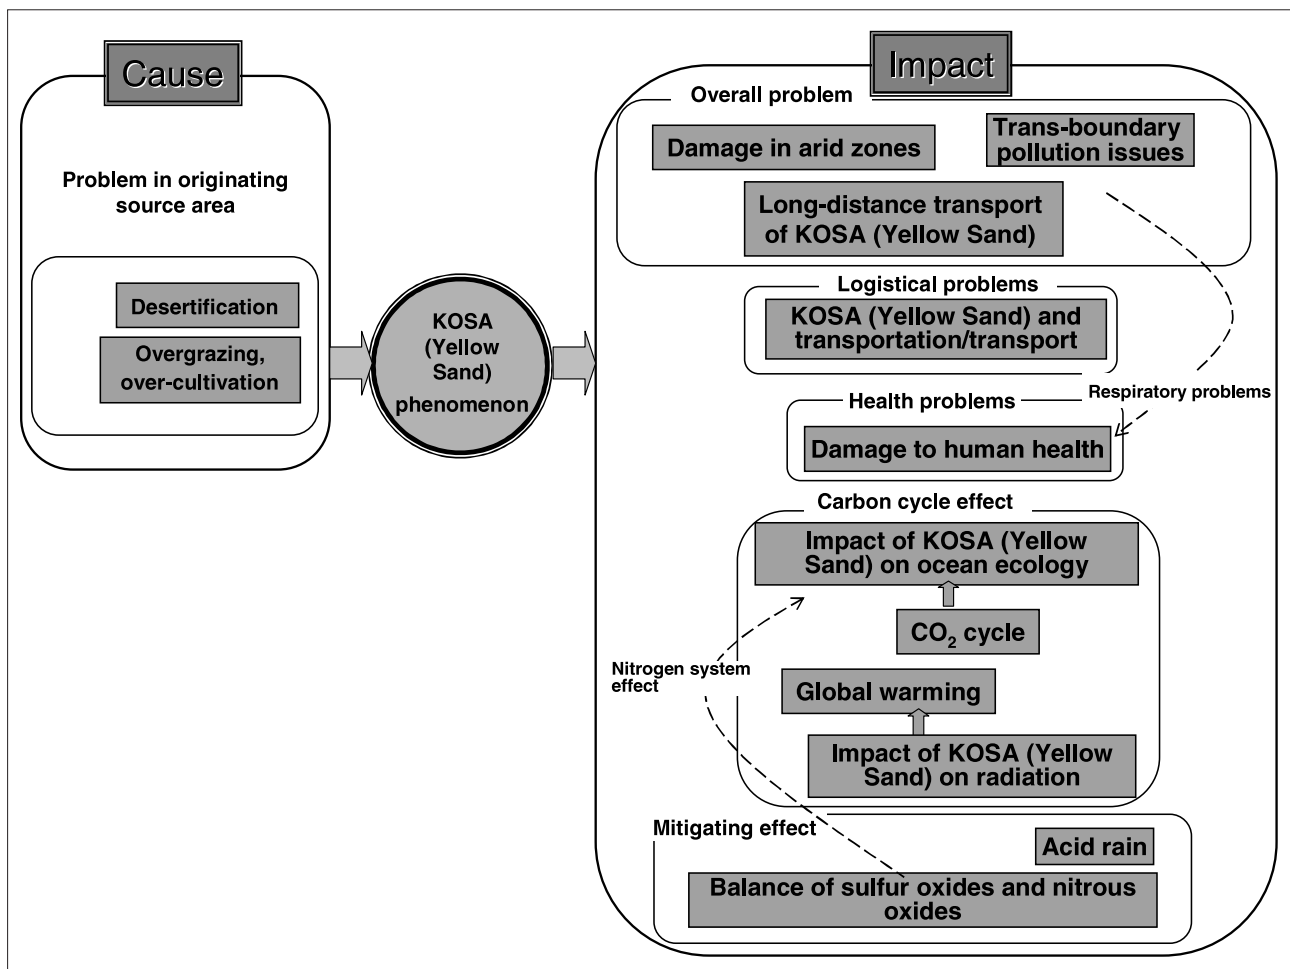 Cause
Problem in originating
source area
Desertification
Overgrazing,
over-cultivation
KOSA
(Yellow
Sand)
phenomenon
Impact
Overall problem
Damage in arid zones
Trans-boundary
pollution issues
Long-distance transport
of KOSA (Yellow Sand)
Logistical problems
KOSA (Yellow Sand) and
transportation/transport
Respiratory problems
Health problems
Damage to human health
Carbon cycle effect
Impact of KOSA (Yellow
Sand) on ocean ecology
CO₂ cycle
Nitrogen system
effect
Global warming
Impact of KOSA (Yellow
Sand) on radiation
Mitigating effect
Acid rain
Balance of sulfur oxides and nitrous
oxides